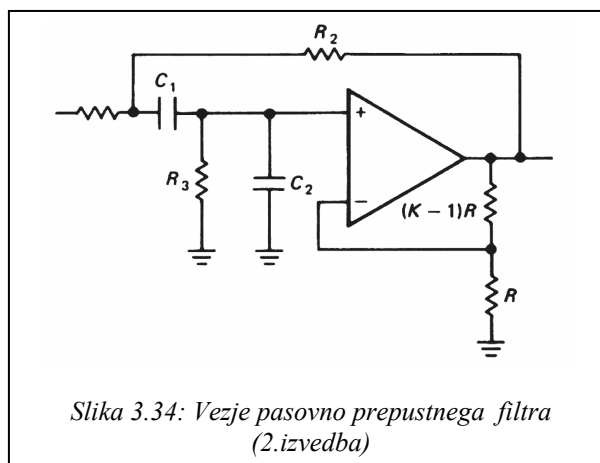 R₂
C₁
R₃
C₂
+
−
(K − 1)R
R
Slika 3.34: Vezje pasovno prepustnega filtra
(2.izvedba)